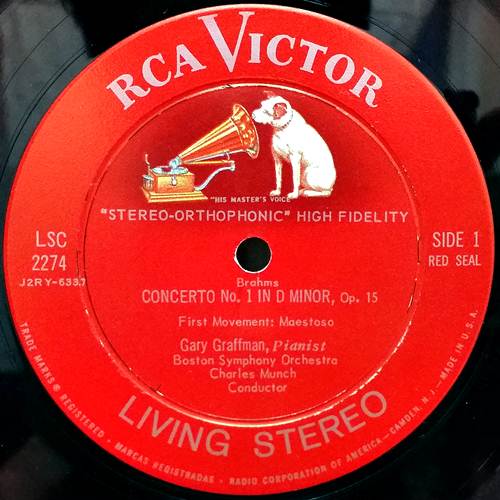 RCA VICTOR
"HIS MASTER'S VOICE"
"STEREO-ORTHOPHONIC" HIGH FIDELITY
LSC
2274
J2RY-6337
SIDE 1
RED SEAL
Brahms
CONCERTO No. 1 IN D MINOR, Op. 15
First Movement: Maestoso
Gary Graffman, Pianist
Boston Symphony Orchestra
Charles Munch
Conductor
LIVING STEREO
TRADE MARKS ® REGISTERED - MARCAS REGISTRADAS - RADIO CORPORATION OF AMERICA—CAMDEN, N.J.—MADE IN U.S.A.